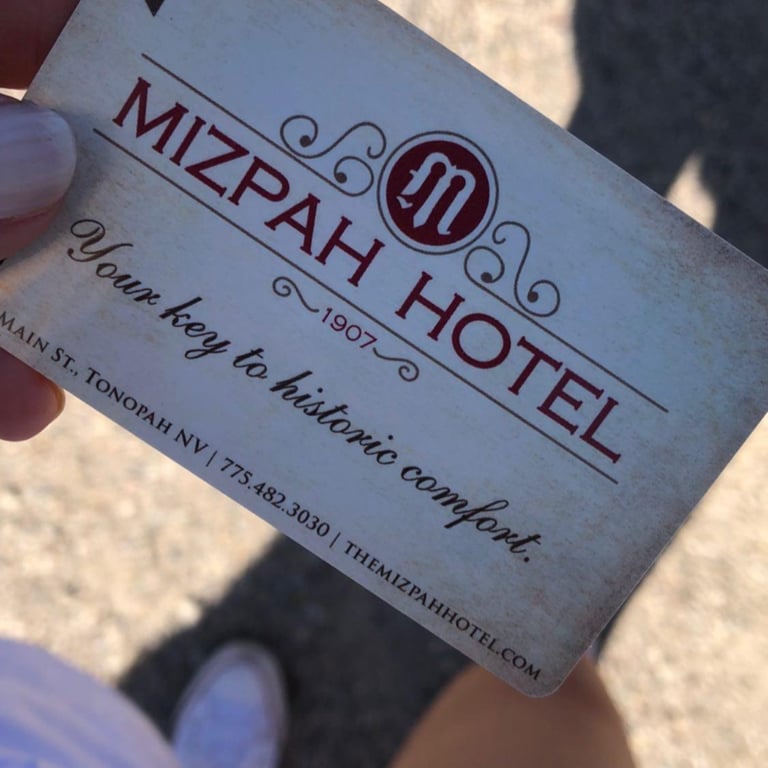 M
MIZPAH HOTEL
1907
Your key to historic comfort.
MAIN ST., TONOPAH NV | 775.482.3030 | THEMIZPAHHOTEL.COM